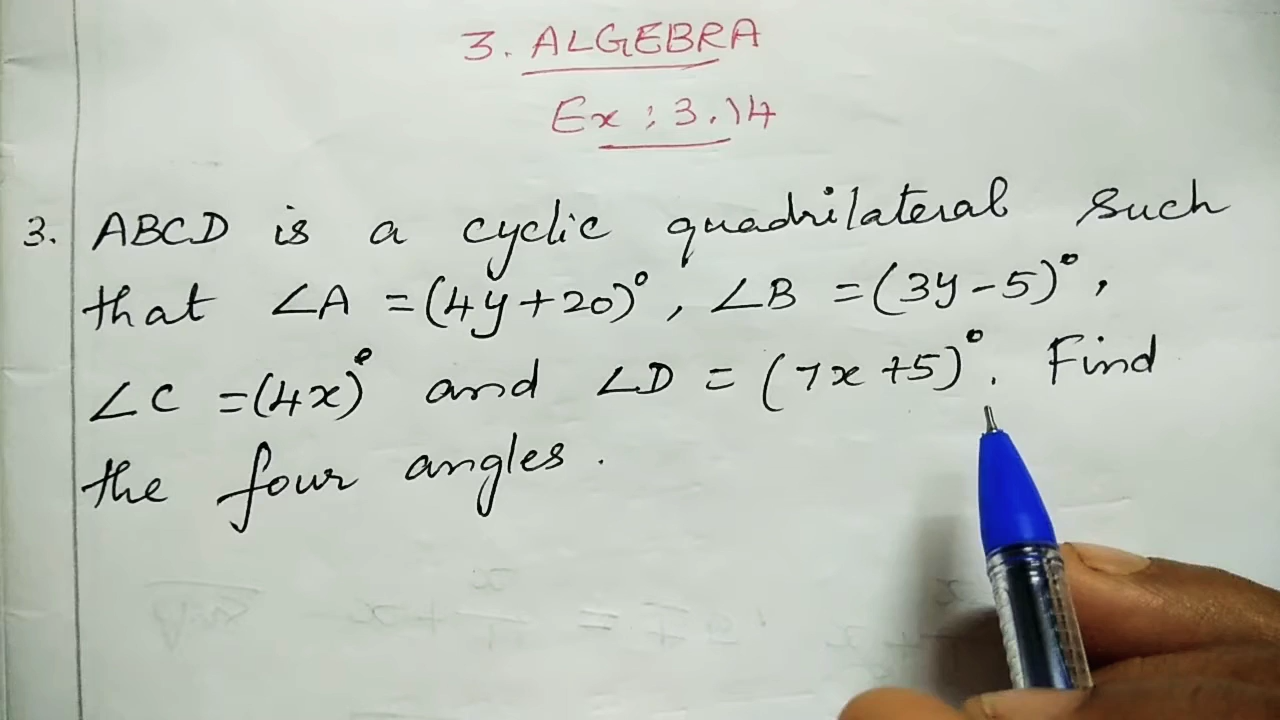 3. ALGEBRA
Ex : 3.14
3. ABCD is a cyclic quadrilateral such
that ∠A = (4y+20)°, ∠B = (3y-5)°,
∠C = (4x)° and ∠D = (7x+5)°. Find
the four angles.